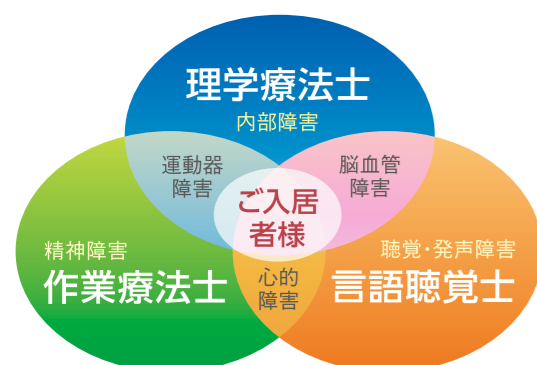 理学療法士
内部障害
運動器
障害
脳血管
障害
ご入居
者様
精神障害
作業療法士
聴覚・発声障害
言語聴覚士
心的
障害